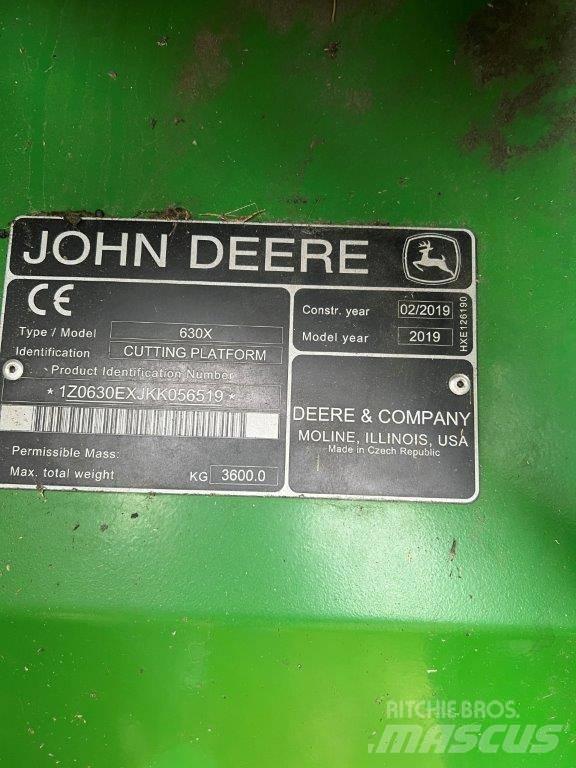 JOHN DEERE
CE
Type / Model 630X
Identification CUTTING PLATFORM
Product Identification Number
* 1Z0630EXJKK056519 *
Permissible Mass:
Max. total weight KG 3600.0
Constr. year 02/2019
Model year 2019
HXE126190
DEERE & COMPANY
MOLINE, ILLINOIS, USA
Made in Czech Republic
RITCHIE BROS.
MASCUS